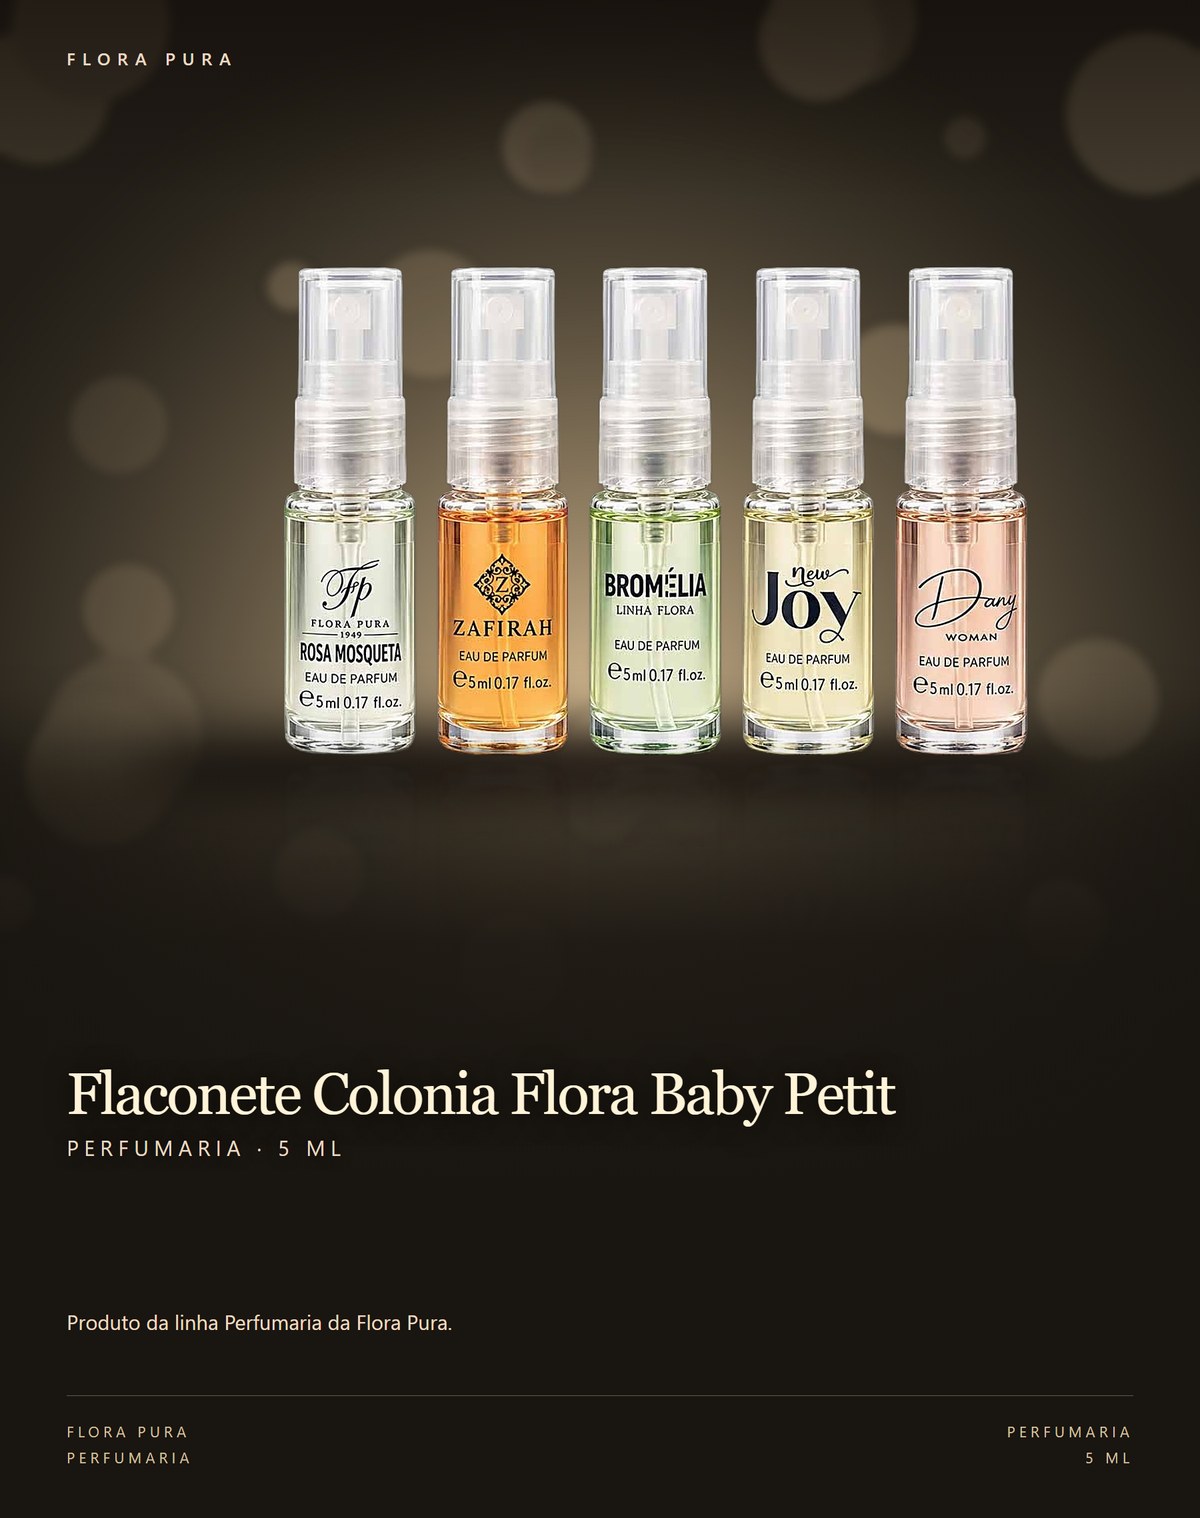 FLORA PURA
Fp
FLORA PURA
1949
ROSA MOSQUETA
EAU DE PARFUM
℮5ml 0.17 fl.oz.
Z
ZAFIRAH
EAU DE PARFUM
℮5ml 0.17 fl.oz.
BROMÉLIA
LINHA FLORA
EAU DE PARFUM
℮5ml 0.17 fl.oz.
New
Joy
EAU DE PARFUM
℮5ml 0.17 fl.oz.
Dany
WOMAN
EAU DE PARFUM
℮5ml 0.17 fl.oz.
Flaconete Colonia Flora Baby Petit
PERFUMARIA · 5 ML
Produto da linha Perfumaria da Flora Pura.
FLORA PURA
PERFUMARIA
PERFUMARIA
5 ML